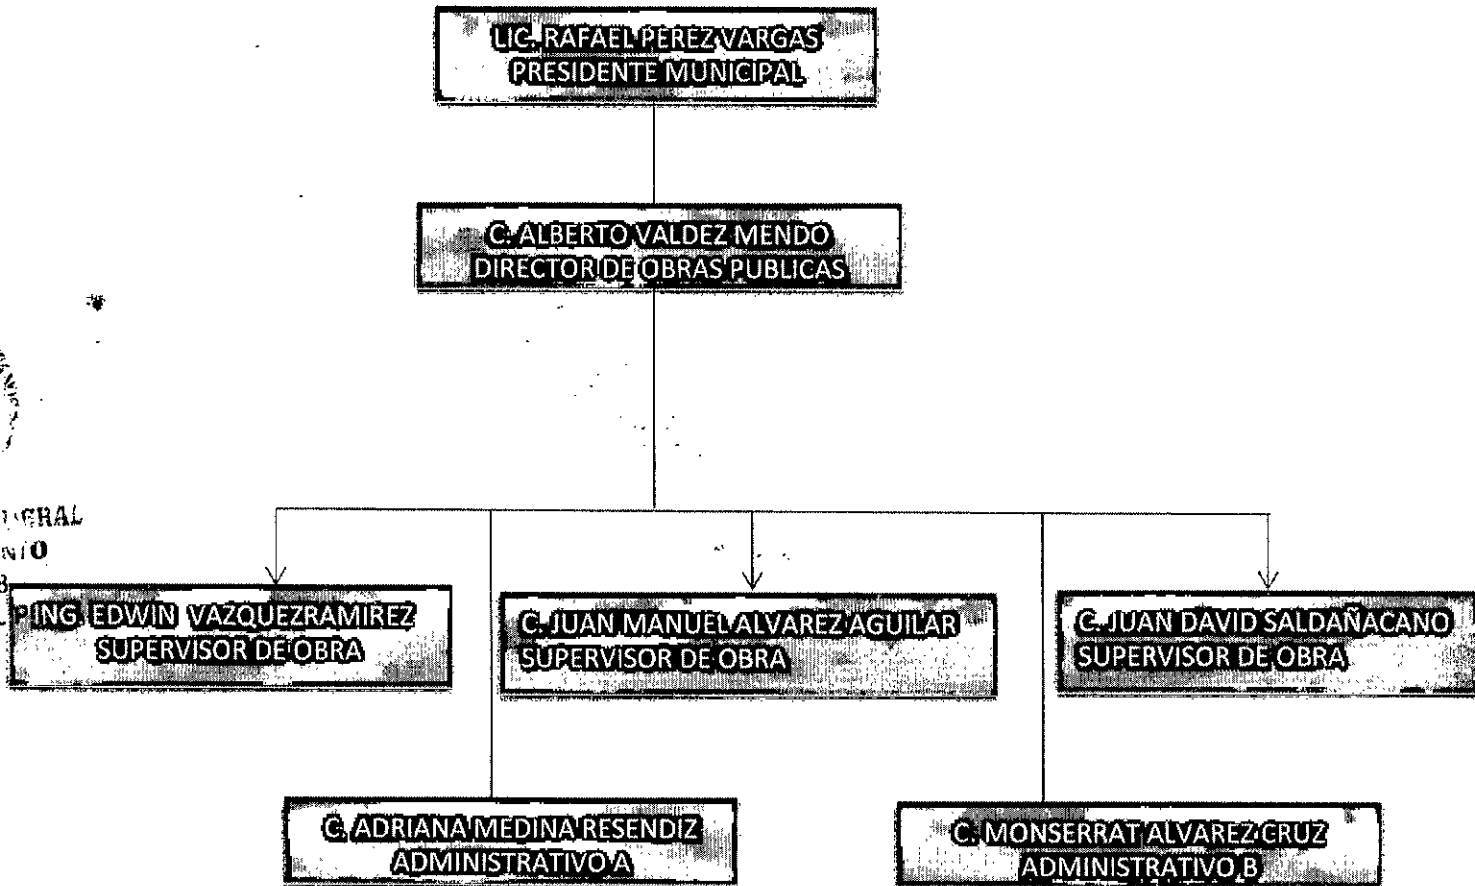 LIC. RAFAEL PEREZ VARGAS
PRESIDENTE MUNICIPAL
C. ALBERTO VALDEZ MENDO
DIRECTOR DE OBRAS PUBLICAS
ING. EDWIN VAZQUEZRAMIREZ
SUPERVISOR DE OBRA
C. JUAN MANUEL ALVAREZ AGUILAR
SUPERVISOR DE OBRA
C. JUAN DAVID SALDAÑACANO
SUPERVISOR DE OBRA
C. ADRIANA MEDINA RESENDIZ
ADMINISTRATIVO A
C. MONSERRAT ALVAREZ CRUZ
ADMINISTRATIVO B